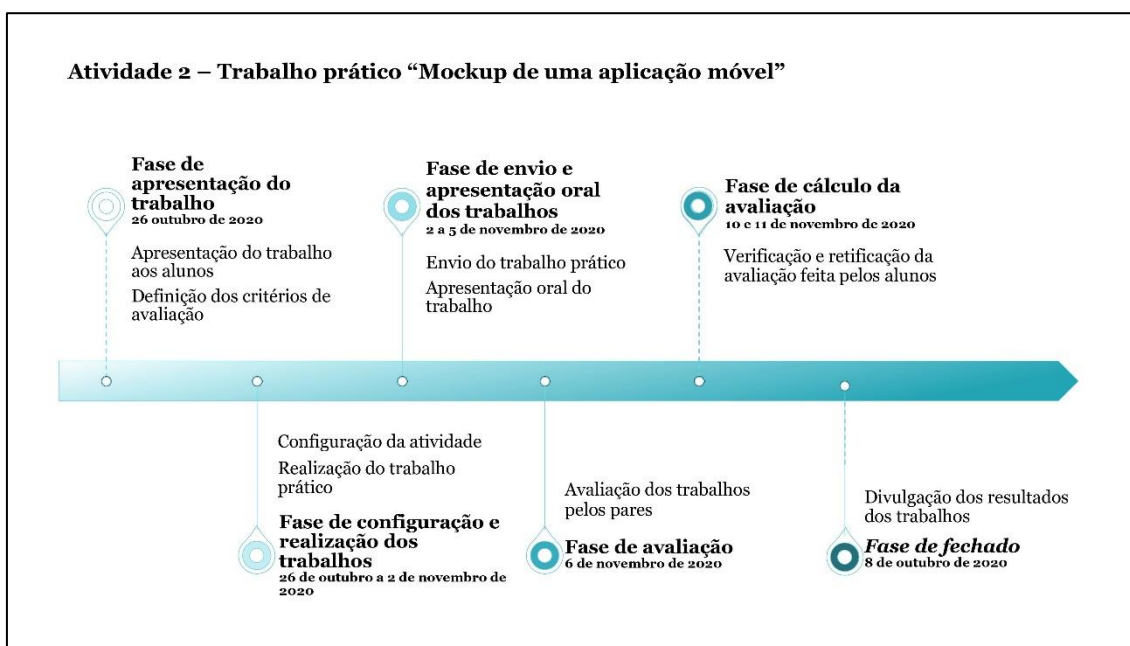 Atividade 2 – Trabalho prático “Mockup de uma aplicação móvel”
Fase de
apresentação do
trabalho
26 outubro de 2020
Apresentação do trabalho
aos alunos
Definição dos critérios de
avaliação
Fase de envio e
apresentação oral
dos trabalhos
2 a 5 de novembro de 2020
Envio do trabalho prático
Apresentação oral do
trabalho
Fase de cálculo da
avaliação
10 e 11 de novembro de 2020
Verificação e retificação da
avaliação feita pelos alunos
Configuração da atividade
Realização do trabalho
prático
Fase de configuração e
realização dos
trabalhos
26 de outubro a 2 de novembro de
2020
Avaliação dos trabalhos
pelos pares
Fase de avaliação
6 de novembro de 2020
Divulgação dos resultados
dos trabalhos
Fase de fechado
8 de outubro de 2020